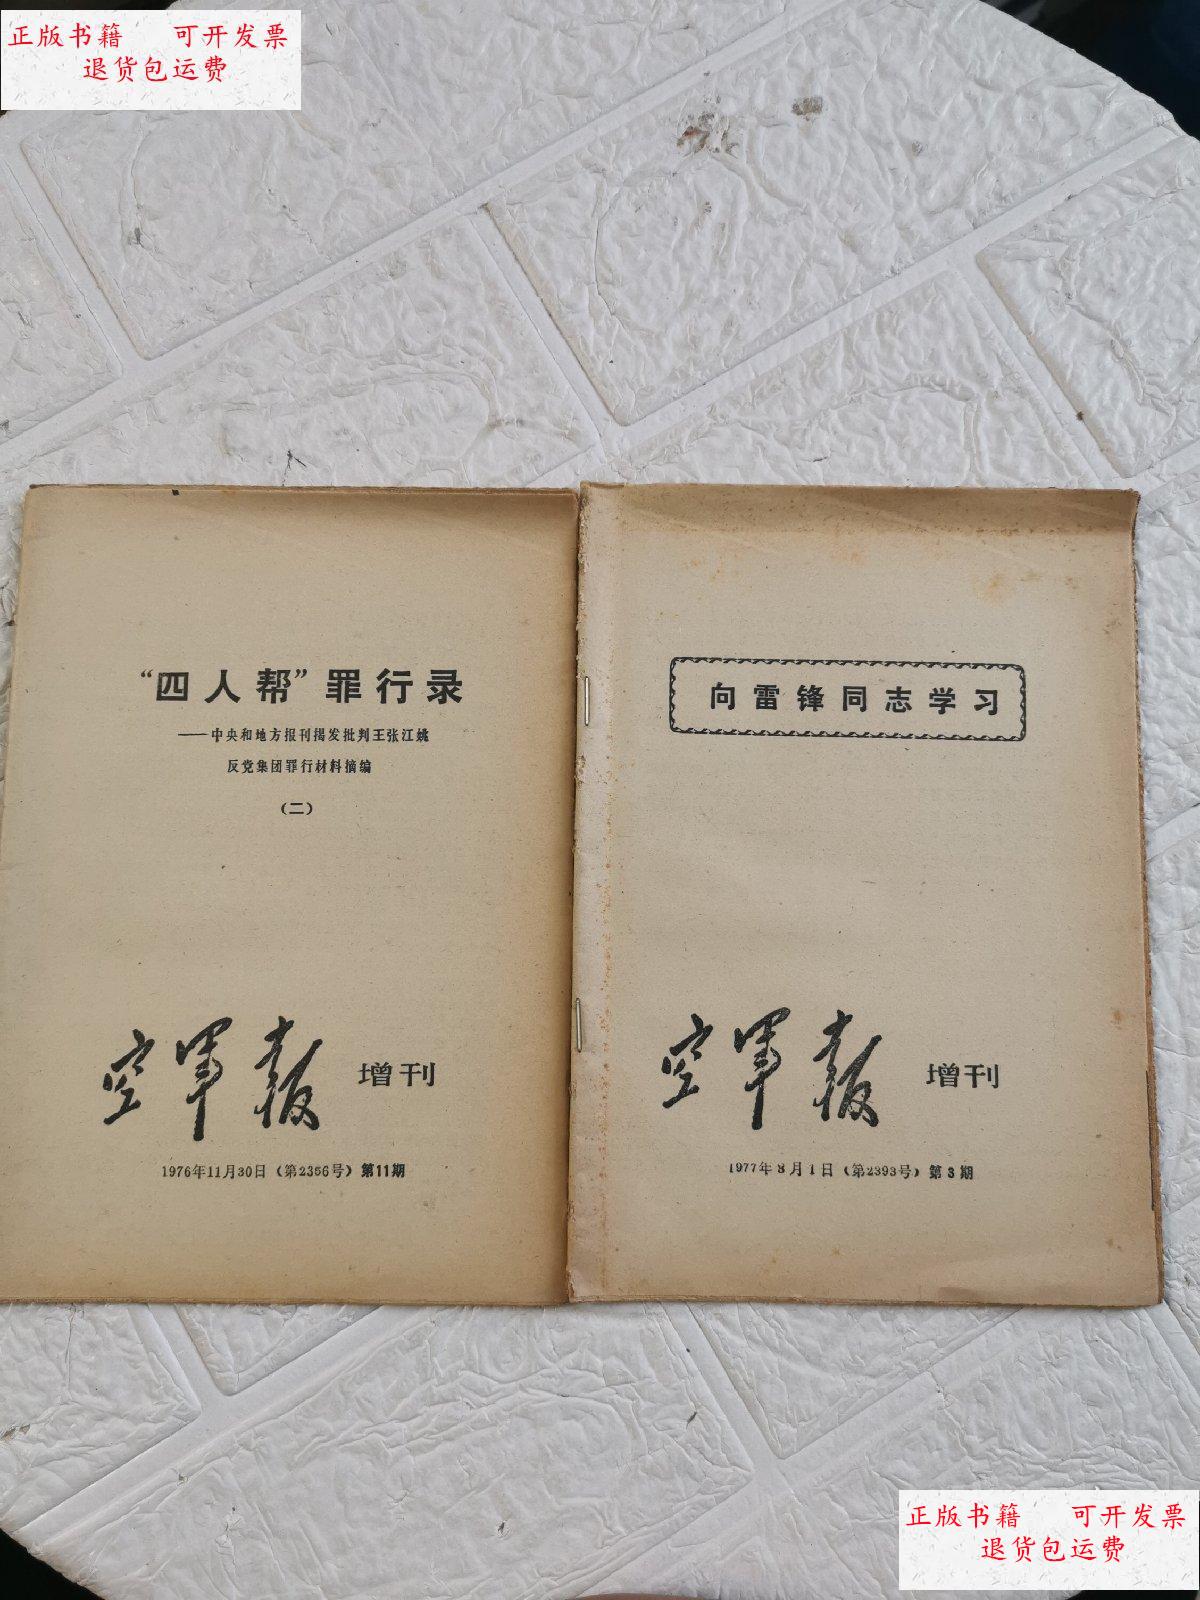 正版书籍 可开发票
退货包运费
“四人帮”罪行录
——中央和地方报刊揭发批判王张江姚
反党集团罪行材料摘编
（二）
空軍报 增刊
1976年11月30日（第2356号）第11期
向雷锋同志学习
空軍报 增刊
1977年8月1日（第2393号）第3期
正版书籍 可开发票
退货包运费